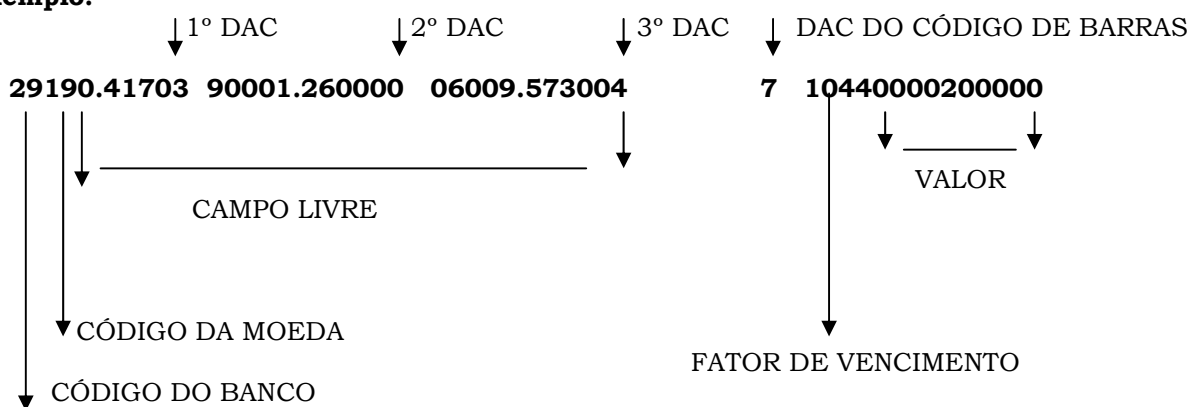 emplo:
1º DAC 2º DAC 3º DAC DAC DO CÓDIGO DE BARRAS
29190.41703 90001.260000 06009.573004 7 10440000200000
VALOR
CAMPO LIVRE
CÓDIGO DA MOEDA
FATOR DE VENCIMENTO
CÓDIGO DO BANCO